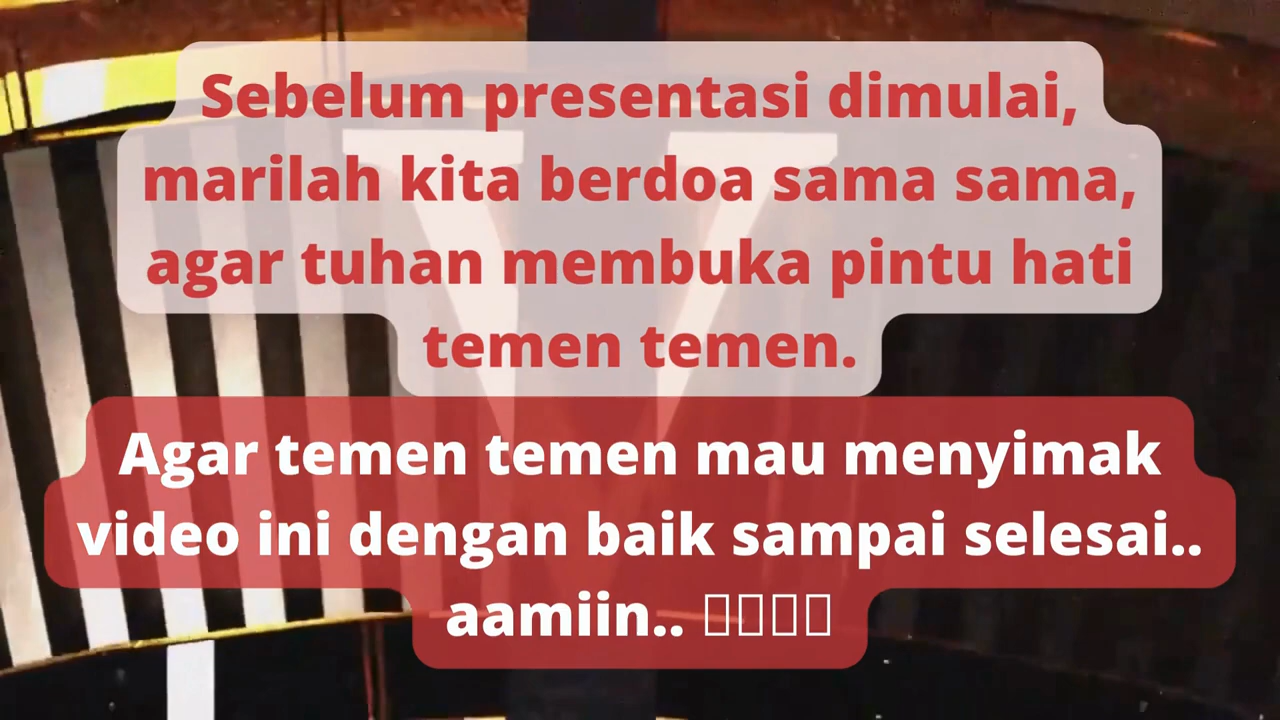 Sebelum presentasi dimulai,
marilah kita berdoa sama sama,
agar tuhan membuka pintu hati
temen temen.
Agar temen temen mau menyimak
video ini dengan baik sampai selesai..
aamiin..